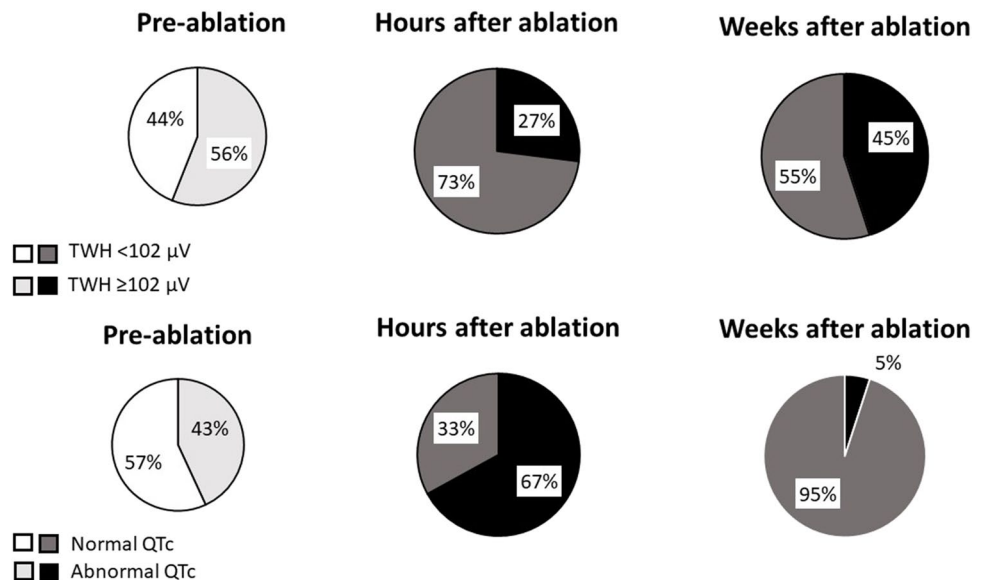 Pre-ablation
Hours after ablation
Weeks after ablation
44%
56%
27%
73%
45%
55%
TWH <102 µV
TWH ≥102 µV
Pre-ablation
Hours after ablation
Weeks after ablation
57%
43%
33%
67%
5%
95%
Normal QTc
Abnormal QTc